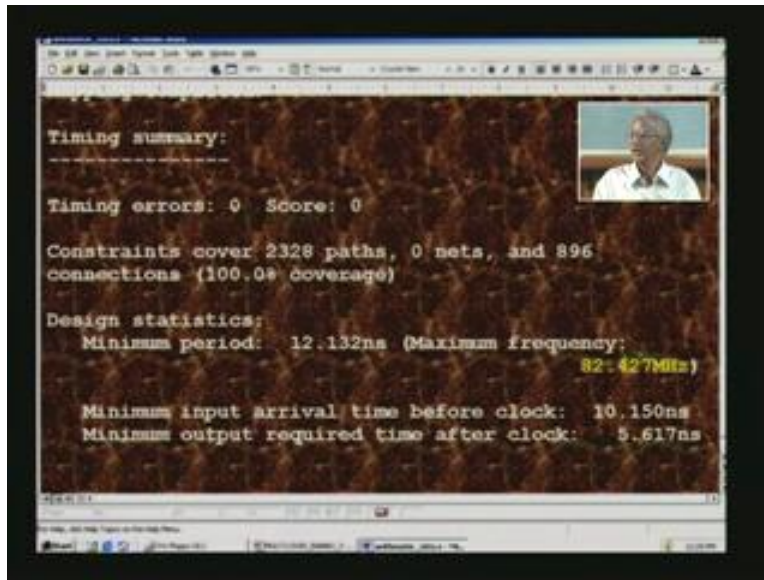 Timing summary:
---------------
Timing errors: 0 Score: 0
Constraints cover 2328 paths, 0 nets, and 896
connections (100.0% coverage)
Design statistics:
Minimum period: 12.132ns (Maximum frequency:
82.427MHz)
Minimum input arrival time before clock: 10.150ns
Minimum output required time after clock: 5.617ns